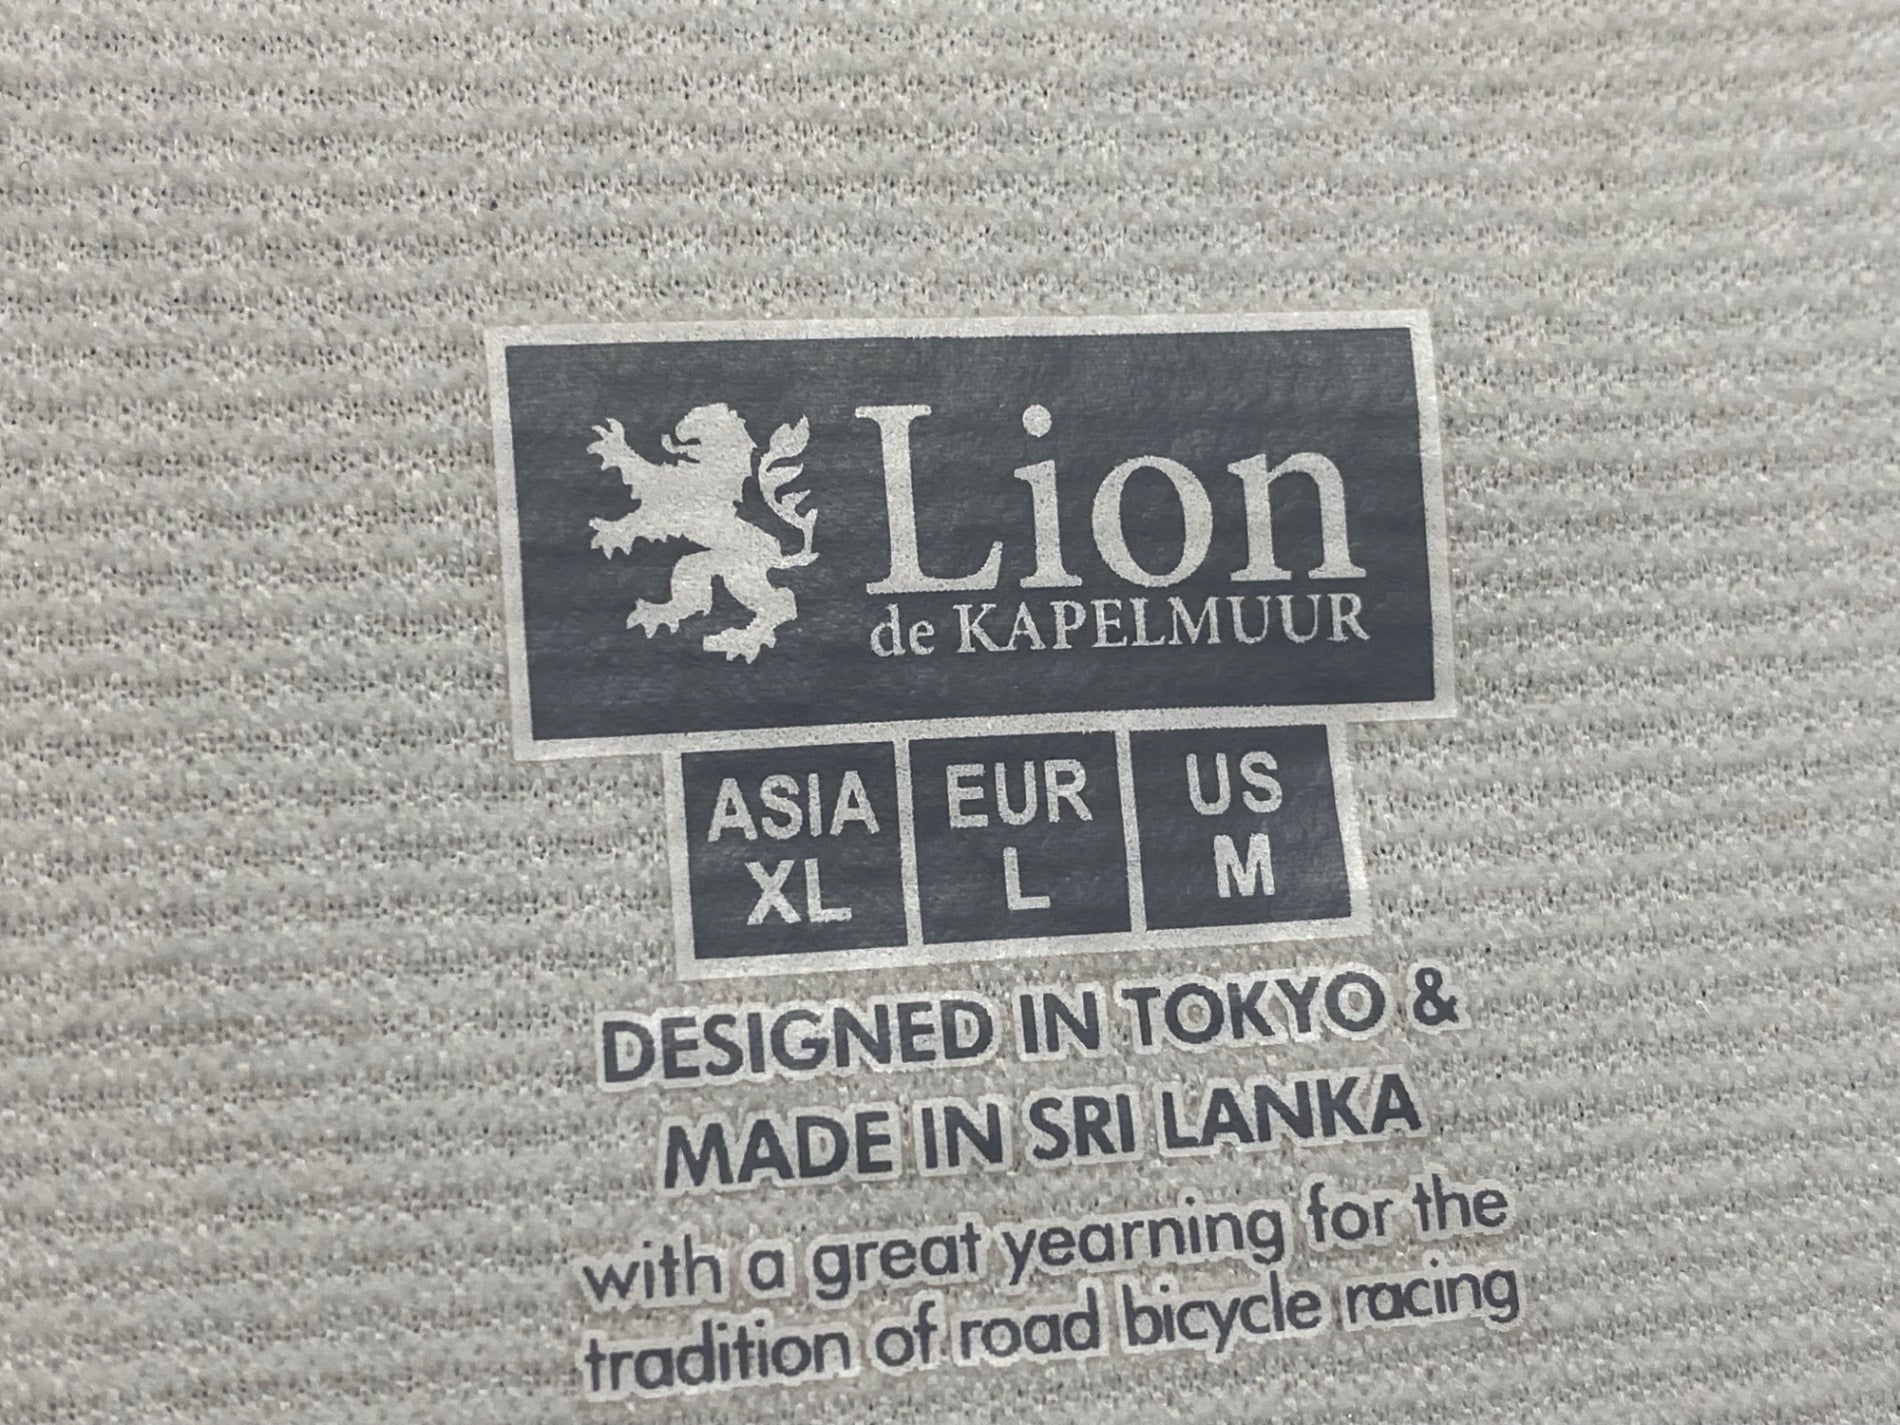 Lion
de KAPELMUUR
ASIA EUR US
XL L M
DESIGNED IN TOKYO &
MADE IN SRI LANKA
with a great yearning for the
tradition of road bicycle racing